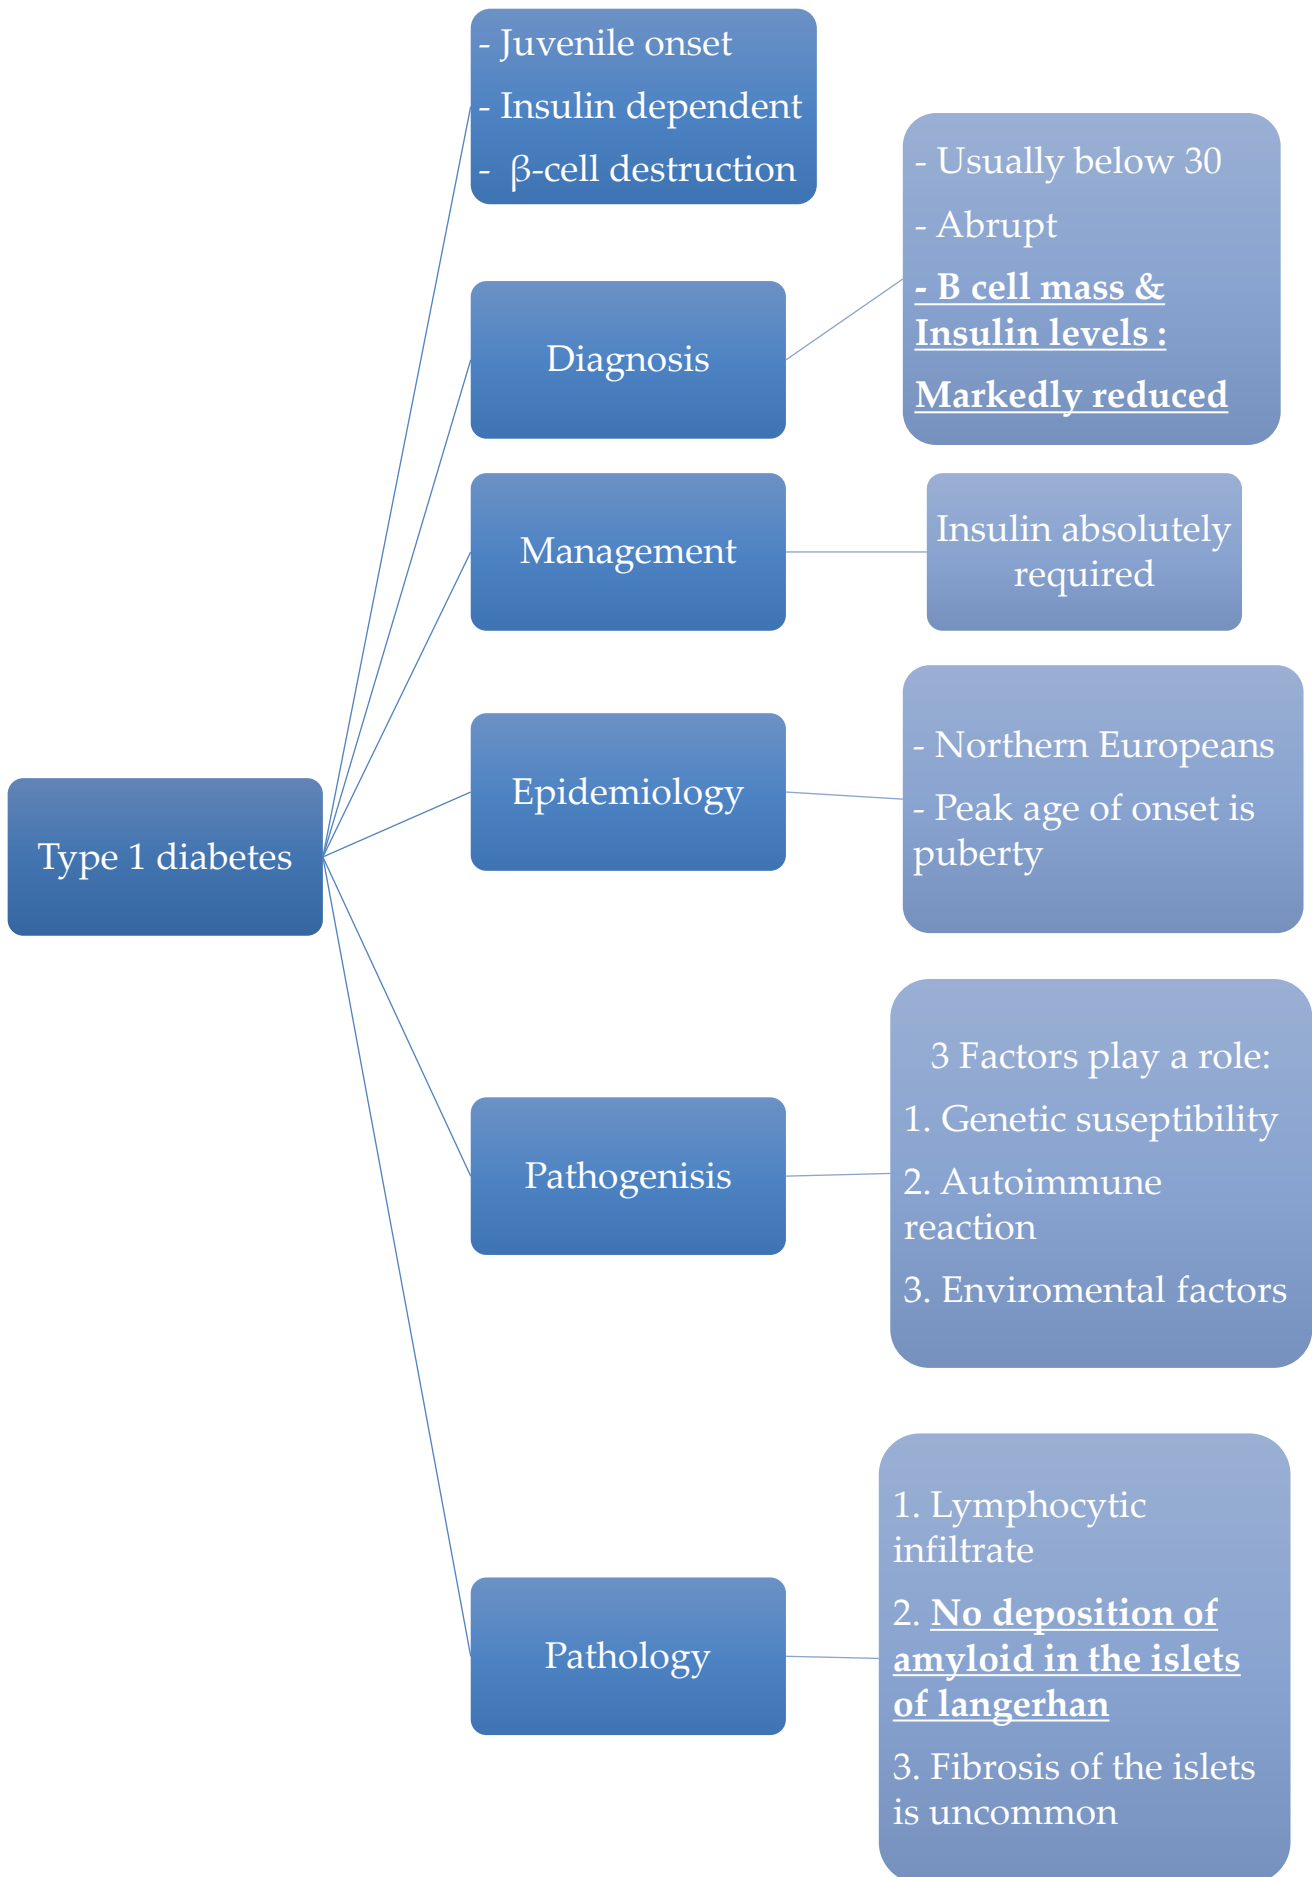 - Juvenile onset
- Insulin dependent
- β-cell destruction
Diagnosis
- Usually below 30
- Abrupt
- B cell mass &
Insulin levels :
Markedly reduced
Management
Insulin absolutely
required
Epidemiology
- Northern Europeans
- Peak age of onset is
puberty
Type 1 diabetes
Pathogenisis
3 Factors play a role:
1. Genetic suseptibility
2. Autoimmune
reaction
3. Enviromental factors
Pathology
1. Lymphocytic
infiltrate
2. No deposition of
amyloid in the islets
of langerhan
3. Fibrosis of the islets
is uncommon